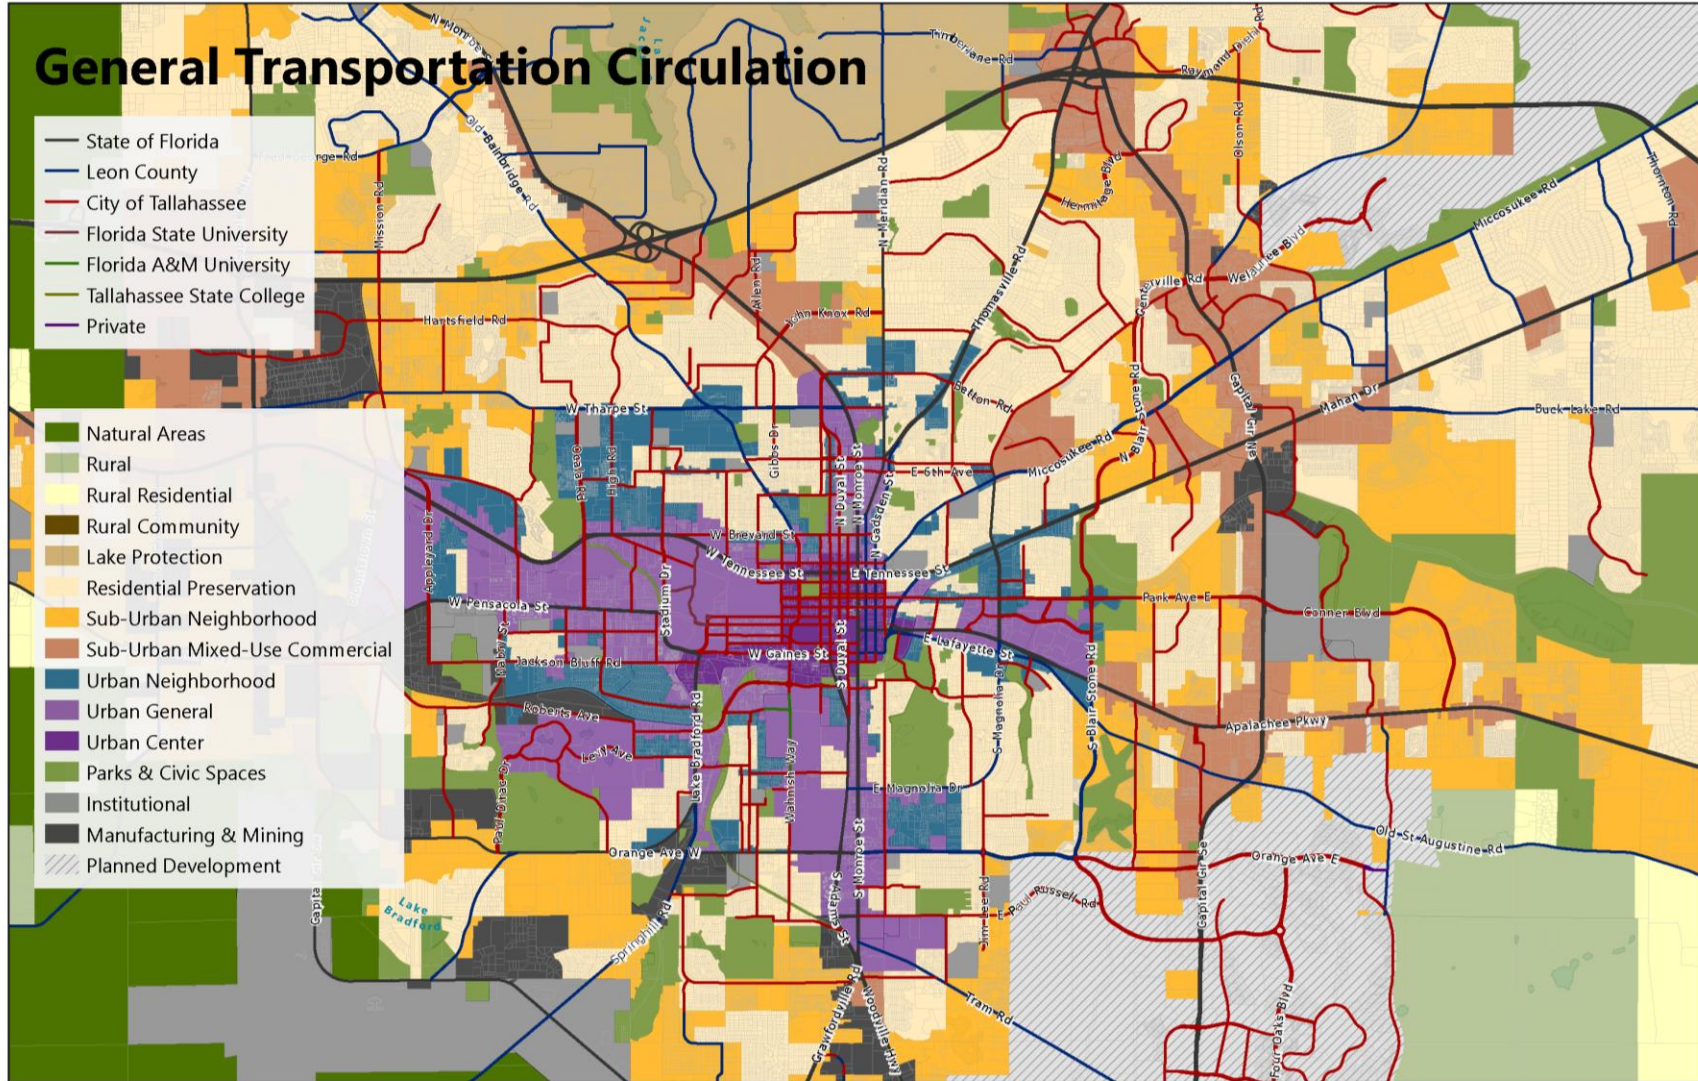 General Transportation Circulation
State of Florida
Leon County
City of Tallahassee
Florida State University
Florida A&M University
Tallahassee State College
Private
Natural Areas
Rural
Rural Residential
Rural Community
Lake Protection
Residential Preservation
Sub-Urban Neighborhood
Sub-Urban Mixed-Use Commercial
Urban Neighborhood
Urban General
Urban Center
Parks & Civic Spaces
Institutional
Manufacturing & Mining
Planned Development
N Monroe
Lake
Timberlane Rd
Raymond Diehl Rd
Old Bainbridge Rd
Fred George Rd
Mission Rd
N Meridian Rd
Olson Rd
Hermitage Blvd
Miccosukee Rd
Thornton Rd
Welaunee Blvd
Centerville Rd
Thomasville Rd
Allen Rd
John Knox Rd
Hartsfield Rd
Betton Rd
N Blair Stone Rd
Capital Cir NE
Mahan Dr
Buck Lake Rd
W Tharpe St
Ocala Rd
High Rd
Gibbs Dr
N Duval St
N Monroe St
N Gadsden St
E 6th Ave
Miccosukee Rd
W Brevard St
W Tennessee St
E Tennessee St
Appleyard Dr
W Pensacola St
Stadium Dr
Park Ave E
Conner Blvd
Mabry St
Jackson Bluff Rd
W Gaines St
S Duval St
E Lafayette St
S Magnolia Dr
S Blair Stone Rd
Apalachee Pkwy
Roberts Ave
Levy Ave
Lake Bradford Rd
Wahnish Way
E Magnolia Dr
Paul Dirac Dr
Orange Ave W
S Monroe St
S Adams St
Orange Ave E
Old St Augustine Rd
Capital Cir SE
Jim Lee Rd
E Paul Russell Rd
Lake
Bradford
Springhill Rd
Crawfordville Rd
Woodville Hwy
Tram Rd
Four Oaks Blvd